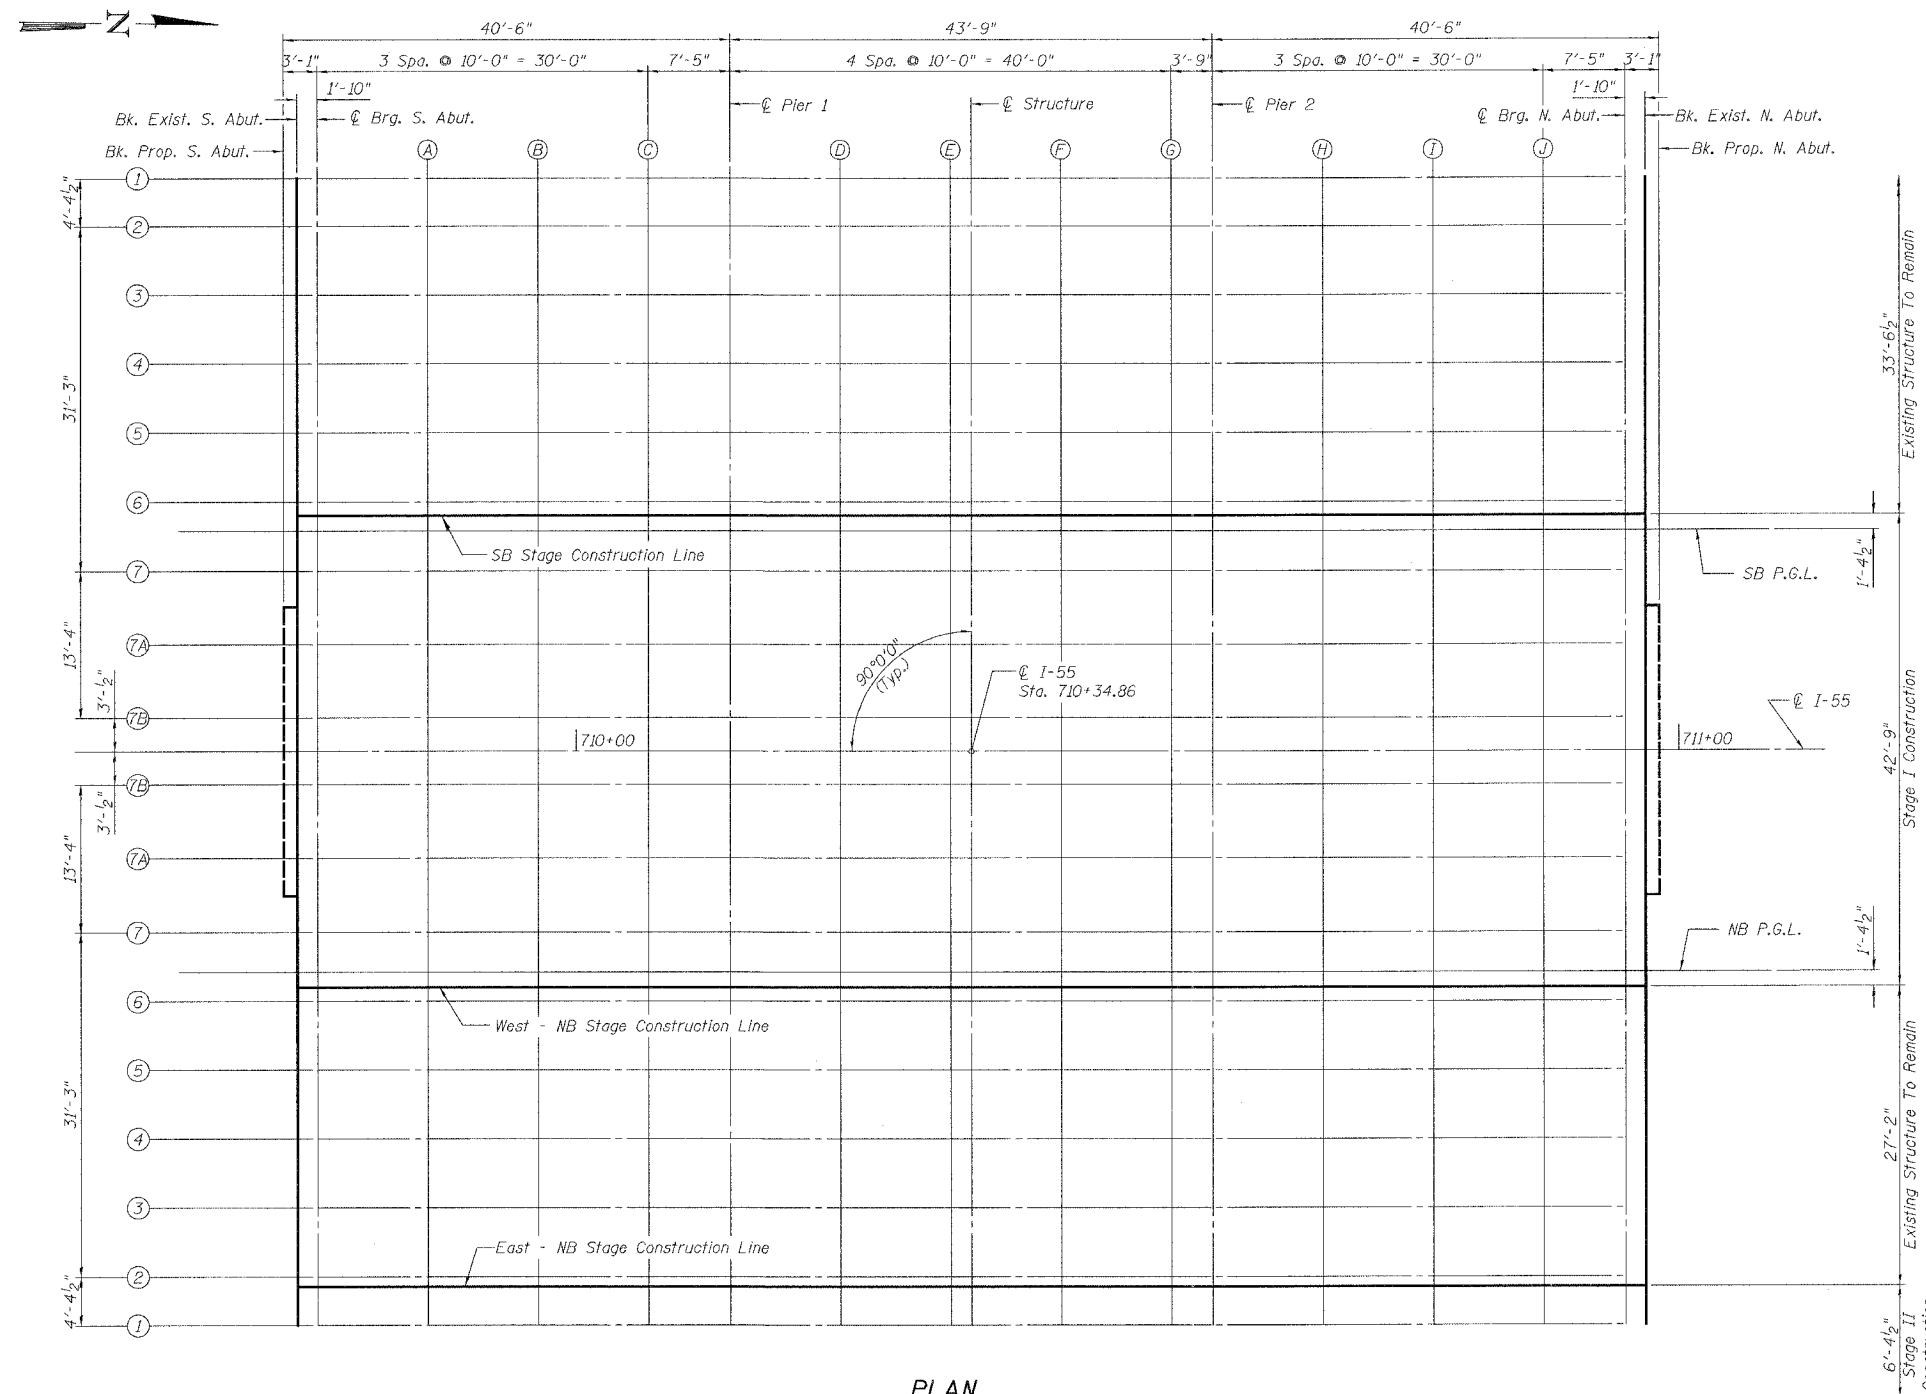 N
40'-6" 43'-9" 40'-6"
3'-1" 3 Spa. @ 10'-0" = 30'-0" 7'-5" 4 Spa. @ 10'-0" = 40'-0" 3'-9" 3 Spa. @ 10'-0" = 30'-0" 7'-5" 3'-1"
1'-10" 1'-10"
℄ Pier 1 ℄ Structure ℄ Pier 2
Bk. Exist. S. Abut. ℄ Brg. S. Abut. ℄ Brg. N. Abut. Bk. Exist. N. Abut.
Bk. Prop. S. Abut. A B C D E F G H I J Bk. Prop. N. Abut.
1
4'-4½"
2
3
33'-6½"
Existing Structure To Remain
4
31'-3"
5
6
SB Stage Construction Line
1'-4½"
7
SB P.G.L.
7A
13'-4"
90°0'0"
(Typ.)
℄ I-55
Sta. 710+34.86
3'-½"
7B
℄ I-55
710+00 711+00
42'-9"
Stage I Construction
3'-½"
7B
7A
13'-4"
7
NB P.G.L.
1'-4½"
6
West - NB Stage Construction Line
5
31'-3"
4
27'-2"
Existing Structure To Remain
3
East - NB Stage Construction Line
2
4'-4½"
1
6'-4½"
Stage II
PLAN